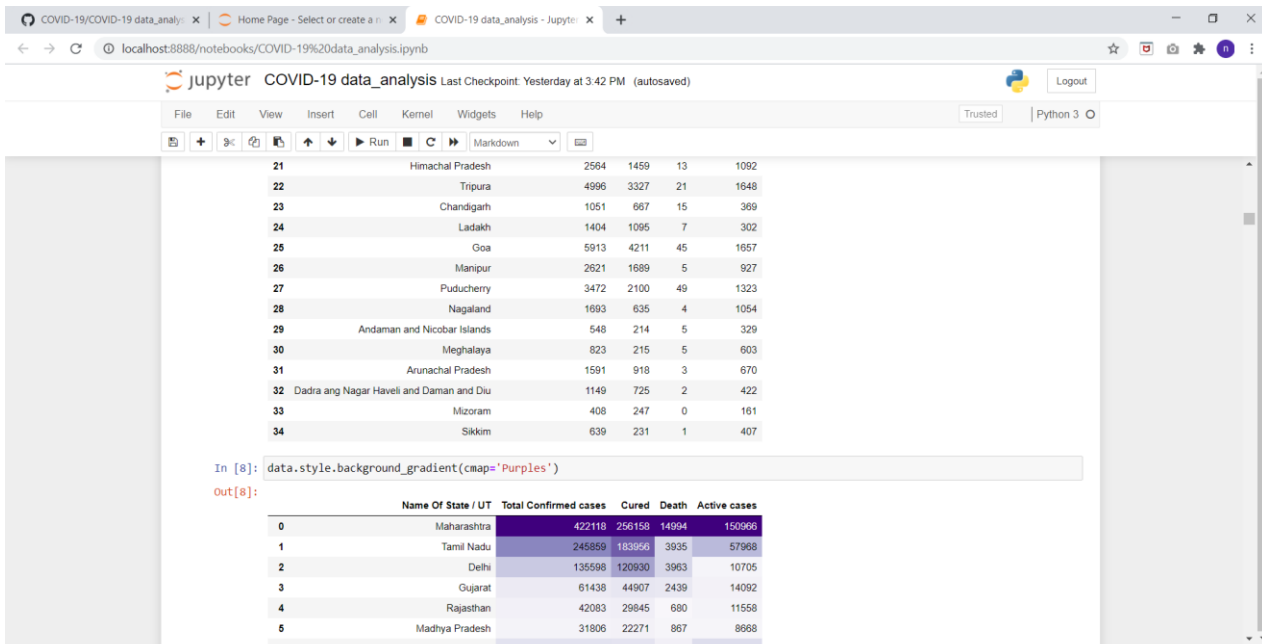 COVID-19/COVID-19 data_analys
Home Page - Select or create a n
COVID-19 data_analysis - Jupyter
localhost:8888/notebooks/COVID-19%20data_analysis.ipynb
n
jupyter COVID-19 data_analysis Last Checkpoint: Yesterday at 3:42 PM (autosaved)
Logout
File Edit View Insert Cell Kernel Widgets Help
Trusted Python 3
Run Markdown
21 Himachal Pradesh 2564 1459 13 1092
22 Tripura 4996 3327 21 1648
23 Chandigarh 1051 667 15 369
24 Ladakh 1404 1095 7 302
25 Goa 5913 4211 45 1657
26 Manipur 2621 1689 5 927
27 Puducherry 3472 2100 49 1323
28 Nagaland 1693 635 4 1054
29 Andaman and Nicobar Islands 548 214 5 329
30 Meghalaya 823 215 5 603
31 Arunachal Pradesh 1591 918 3 670
32 Dadra ang Nagar Haveli and Daman and Diu 1149 725 2 422
33 Mizoram 408 247 0 161
34 Sikkim 639 231 1 407
In [8]: data.style.background_gradient(cmap='Purples')
Out[8]:
Name Of State / UT Total Confirmed cases Cured Death Active cases
0 Maharashtra 422118 256158 14994 150966
1 Tamil Nadu 245859 183956 3935 57968
2 Delhi 135598 120930 3963 10705
3 Gujarat 61438 44907 2439 14092
4 Rajasthan 42083 29845 680 11558
5 Madhya Pradesh 31806 22271 867 8668